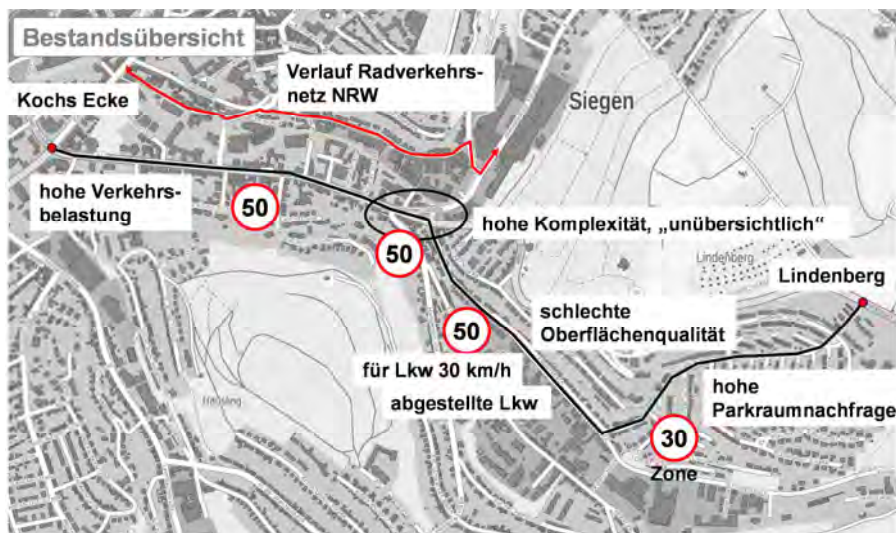 Bestandsübersicht
Verlauf Radverkehrs-
netz NRW
Siegen
Kochs Ecke
hohe Verkehrs-
belastung
50
hohe Komplexität, „unübersichtlich“
50
Lindenberg
Lindenberg
schlechte
Oberflächenqualität
50
für Lkw 30 km/h
abgestellte Lkw
hohe
Parkraumnachfrage
Häusling
30
Zone